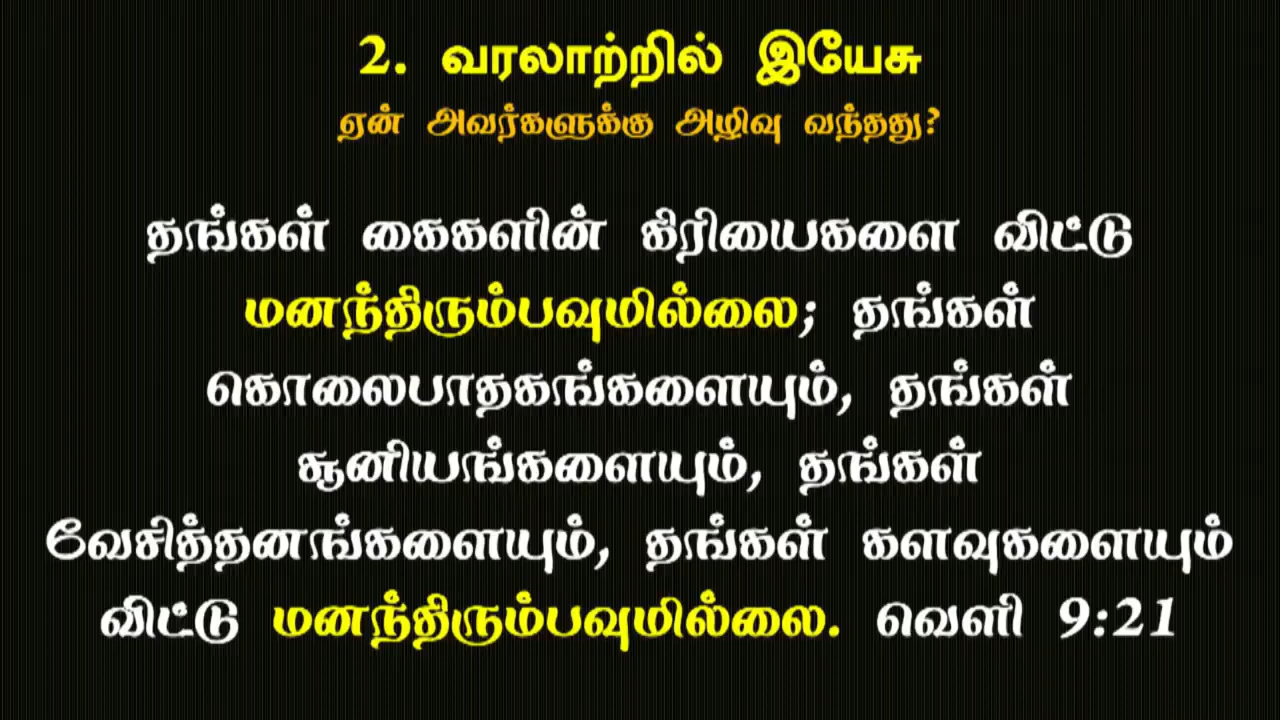 2. வரலாற்றில் இயேசு
ஏன் அவர்களுக்கு அழிவு வந்தது?
தங்கள் கைகளின் கிரியைகளை விட்டு
மனந்திரும்பவுமில்லை; தங்கள்
கொலைபாதகங்களையும், தங்கள்
சூனியங்களையும், தங்கள்
வேசித்தனங்களையும், தங்கள் களவுகளையும்
விட்டு மனந்திரும்பவுமில்லை. வெளி 9:21